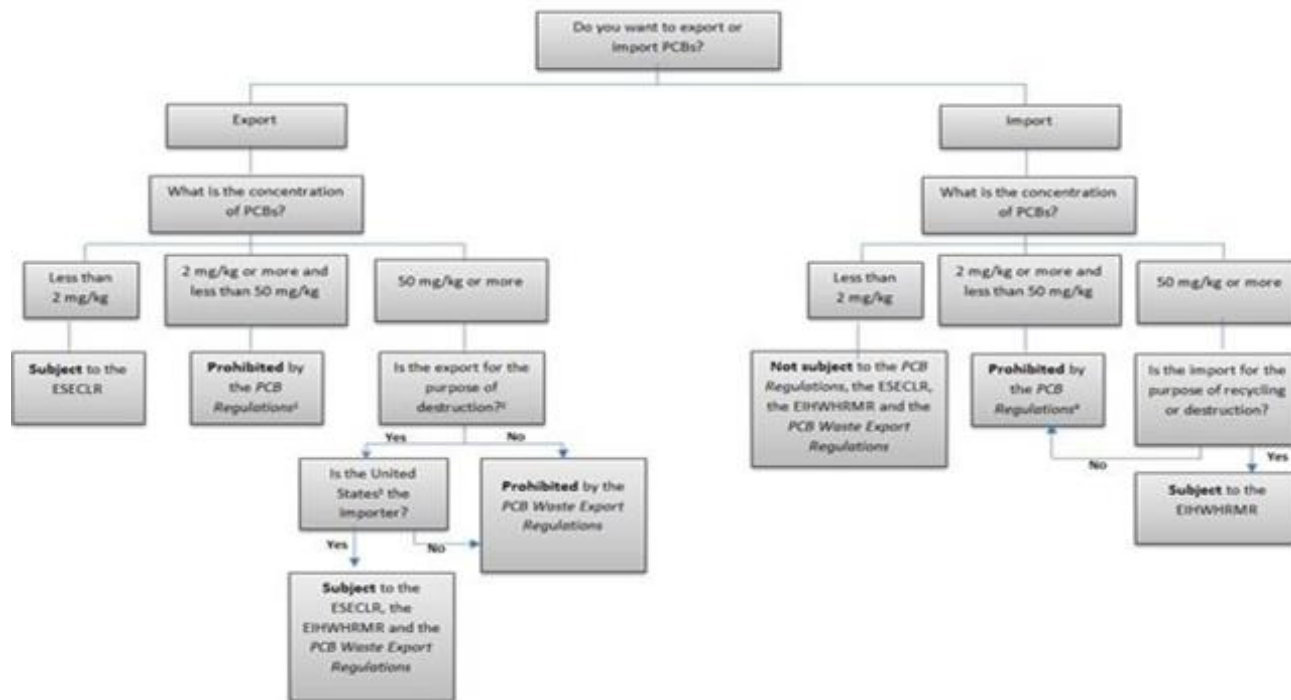 Do you want to export or
import PCBs?
Export
Import
What is the concentration
of PCBs?
What is the concentration
of PCBs?
Less than
2 mg/kg
2 mg/kg or more and
less than 50 mg/kg
50 mg/kg or more
Less than
2 mg/kg
2 mg/kg or more and
less than 50 mg/kg
50 mg/kg or more
Subject to the
ESECLR
Prohibited by
the PCB
Regulations
Is the export for the
purpose of
destruction?
Not subject to the PCB
Regulations, the ESECLR,
the EIHWHRMR and the
PCB Waste Export
Regulations
Prohibited by
the PCB
Regulations
Is the import for the
purpose of recycling
or destruction?
Yes
No
No
Yes
Is the United
States the
importer?
Prohibited by the
PCB Waste Export
Regulations
Subject to the
EIHWHRMR
Yes
No
Subject to the
ESECLR, the
EIHWHRMR and the
PCB Waste Export
Regulations